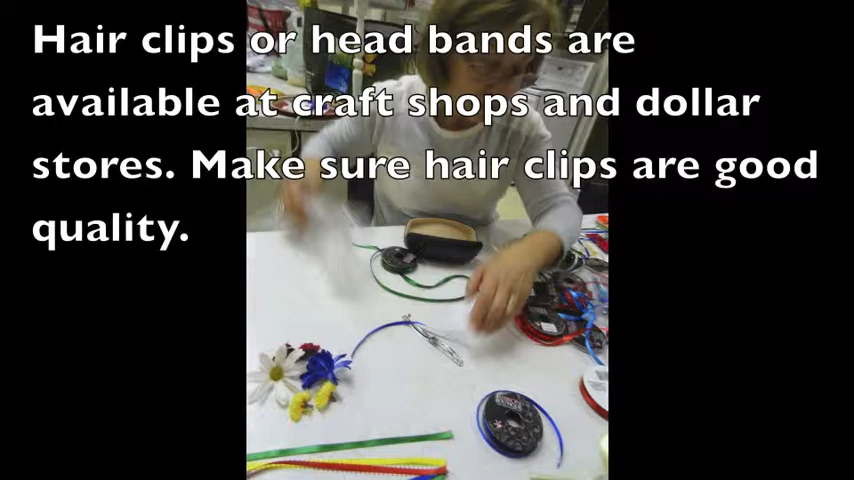 Hair clips or head bands are
available at craft shops and dollar
stores. Make sure hair clips are good
quality.